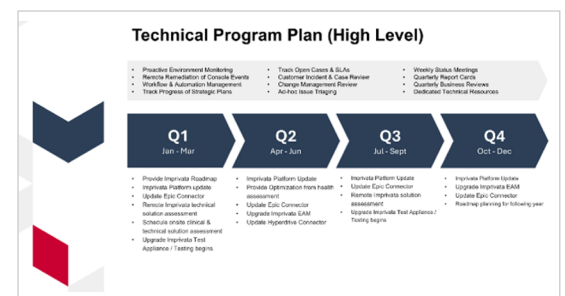 Technical Program Plan (High Level)
• Proactive Environment Monitoring
• Remote Remediation of Console Events
• Workflow & Automation Management
• Track Progress of Strategic Plans
• Track Open Cases & SLAs
• Customer Incident & Case Review
• Change Management Review
• Ad-hoc Issue Triaging
• Weekly Status Meetings
• Quarterly Report Cards
• Quarterly Business Reviews
• Dedicated Technical Resources
Q1
Jan - Mar
Q2
Apr - Jun
Q3
Jul - Sept
Q4
Oct - Dec
• Provide Imprivata Roadmap
• Imprivata Platform update
• Update Epic Connector
• Remote Imprivata technical
solution assessment
• Schedule onsite clinical &
technical solution assessment
• Upgrade Imprivata Test
Appliance / Testing begins
• Imprivata Platform Update
• Provide Optimization from health
assessment
• Update Epic Connector
• Upgrade Imprivata EAM
• Update Hyperdrive Connector
• Imprivata Platform Update
• Update Epic Connector
• Remote Imprivata solution
assessment
• Upgrade Imprivata Test Appliance /
Testing begins
• Imprivata Platform Update
• Upgrade Imprivata EAM
• Update Epic Connector
• Roadmap planning for following year